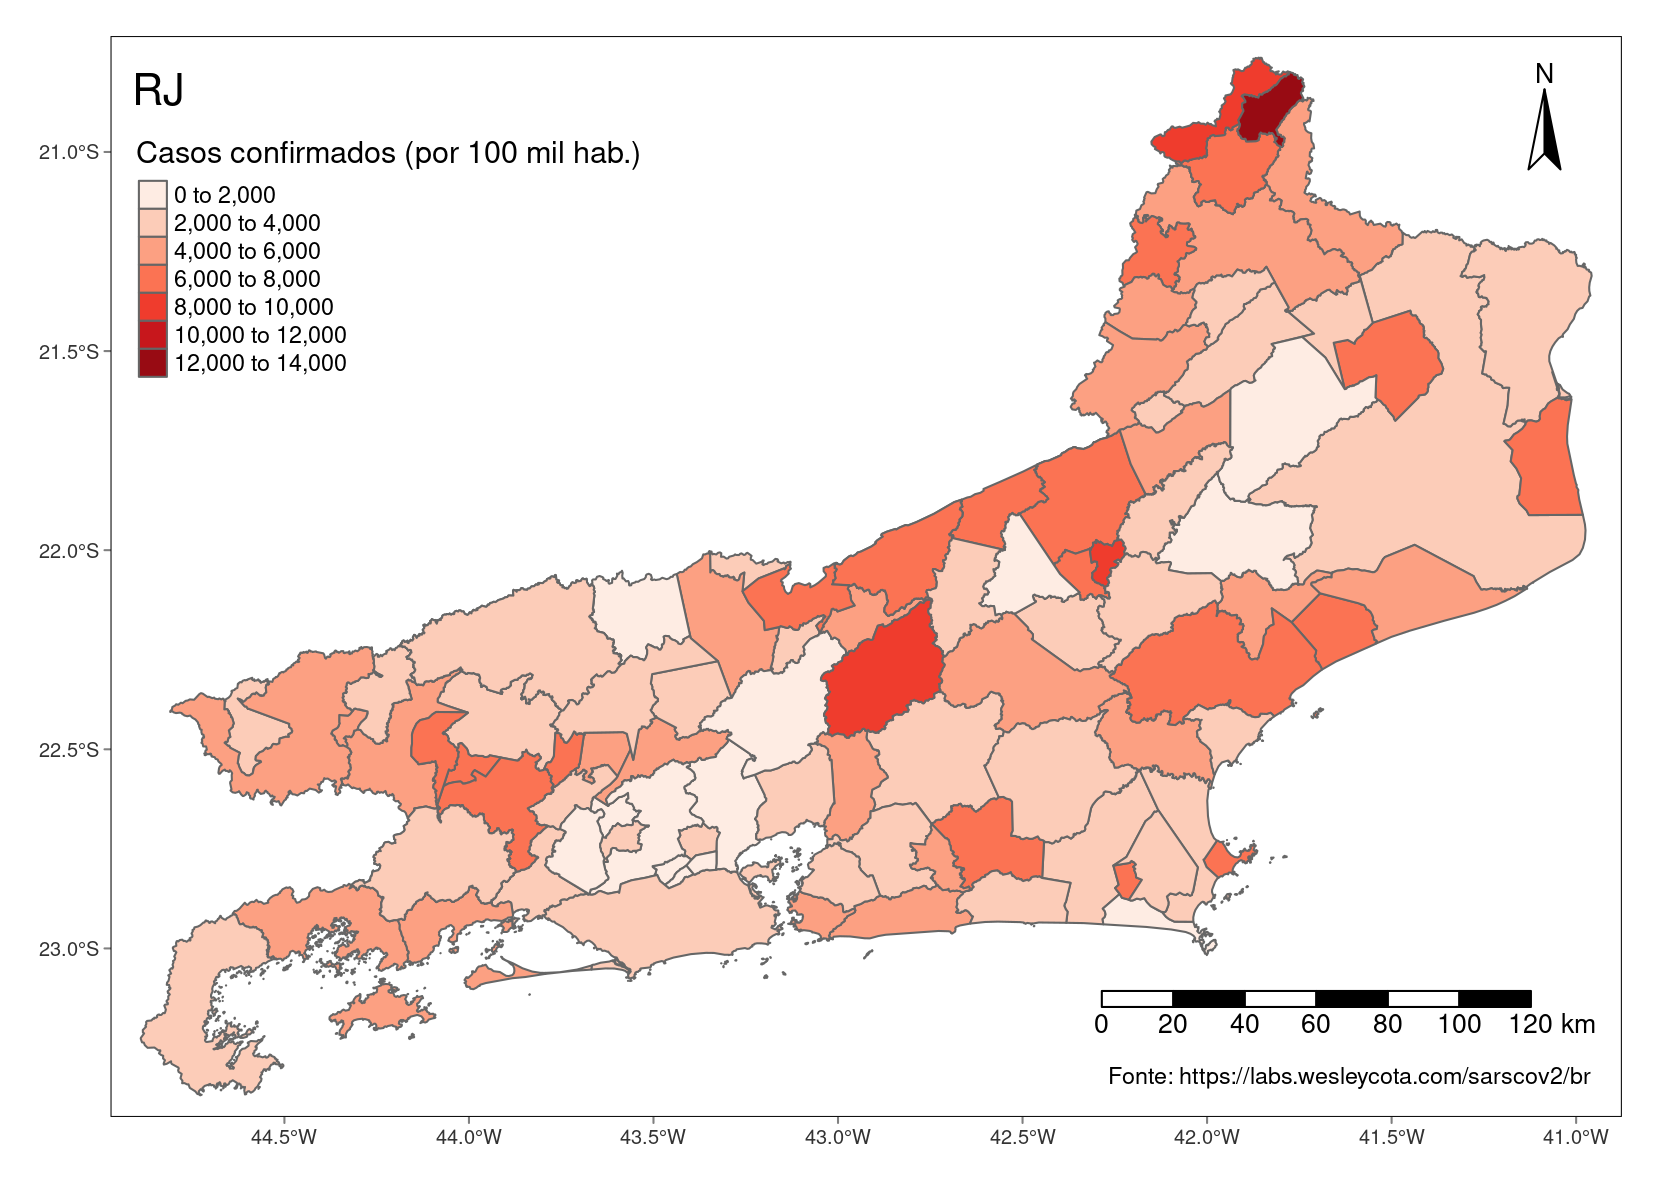 RJ
N
Casos confirmados (por 100 mil hab.)
0 to 2,000
2,000 to 4,000
4,000 to 6,000
6,000 to 8,000
8,000 to 10,000
10,000 to 12,000
12,000 to 14,000
21.0°S
21.5°S
22.0°S
22.5°S
23.0°S
0 20 40 60 80 100 120 km
Fonte: https://labs.wesleycota.com/sarscov2/br
44.5°W 44.0°W 43.5°W 43.0°W 42.5°W 42.0°W 41.5°W 41.0°W